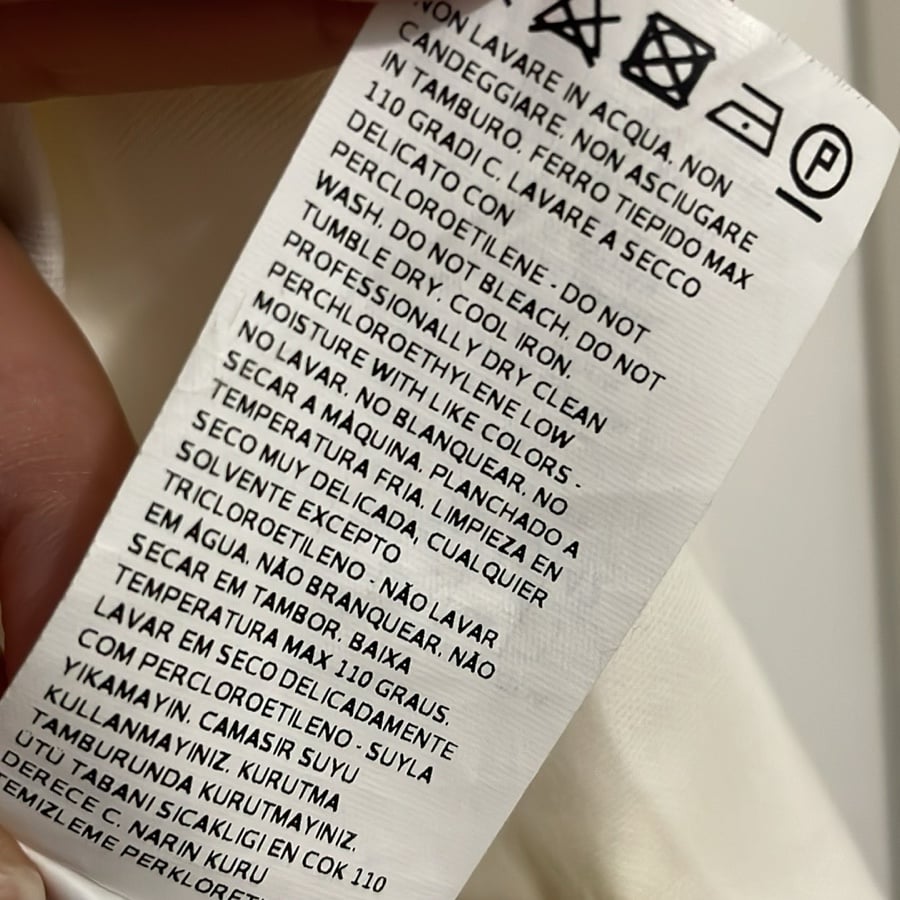 P
NON LAVARE IN ACQUA. NON
CANDEGGIARE. NON ASCIUGARE
IN TAMBURO. FERRO TIEPIDO MAX
110 GRADI C. LAVARE A SECCO
DELICATO CON
PERCLOROETILENE - DO NOT
WASH. DO NOT BLEACH. DO NOT
TUMBLE DRY. COOL IRON.
PROFESSIONALLY DRY CLEAN
PERCHLOROETHYLENE LOW
MOISTURE WITH LIKE COLORS -
NO LAVAR. NO BLANQUEAR. NO
SECAR A MÀQUINA. PLANCHADO A
TEMPERATURA FRIA. LIMPIEZA EN
SECO MUY DELICADA, CUALQUIER
SOLVENTE EXCEPTO
TRICLOROETILENO - NÃO LAVAR
EM ÁGUA. NÃO BRANQUEAR. NÃO
SECAR EM TAMBOR. BAIXA
TEMPERATURA MAX 110 GRAUS.
LAVAR EM SECO DELICADAMENTE
COM PERCLOROETILENO - SUYLA
YIKAMAYIN. CAMASIR SUYU
KULLANMAYINIZ. KURUTMA
TAMBURUNDA KURUTMAYINIZ.
ÜTÜ TABANI SICAKLIGI EN COK 110
DERECE C. NARIN KURU
TEMIZLEME